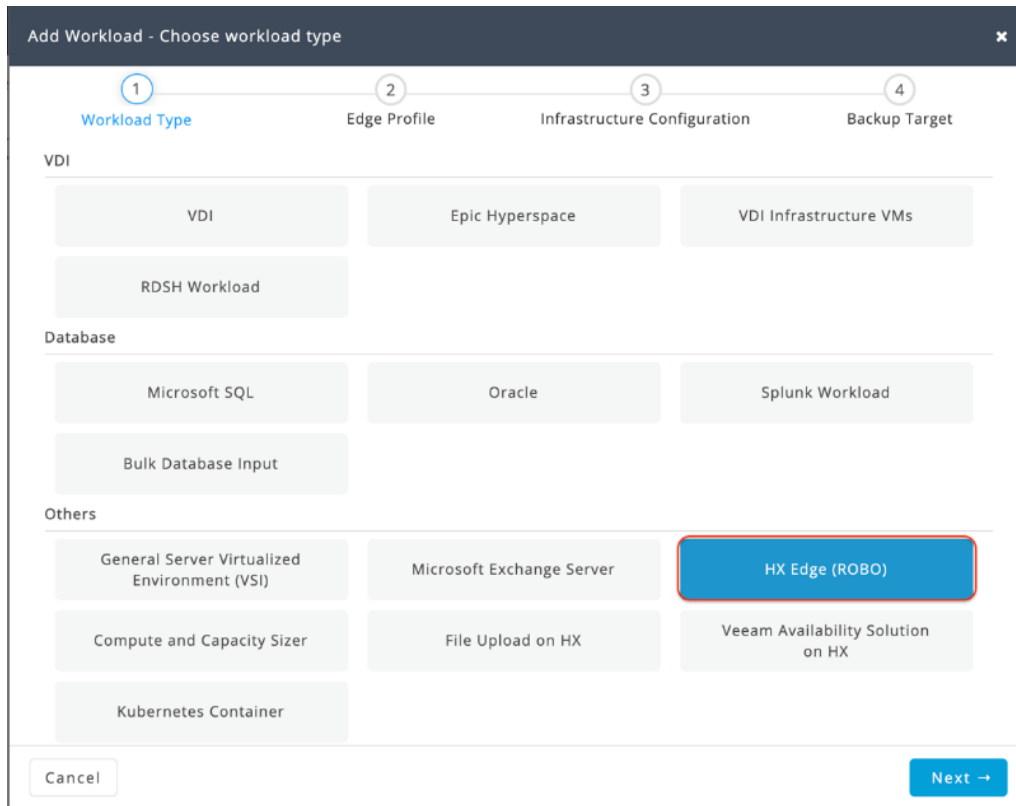 Add Workload - Choose workload type
1
2
3
4
Workload Type
Edge Profile
Infrastructure Configuration
Backup Target
VDI
VDI
Epic Hyperspace
VDI Infrastructure VMs
RDSH Workload
Database
Microsoft SQL
Oracle
Splunk Workload
Bulk Database Input
Others
General Server Virtualized
Environment (VSI)
Microsoft Exchange Server
HX Edge (ROBO)
Compute and Capacity Sizer
File Upload on HX
Veeam Availability Solution
on HX
Kubernetes Container
Cancel
Next →